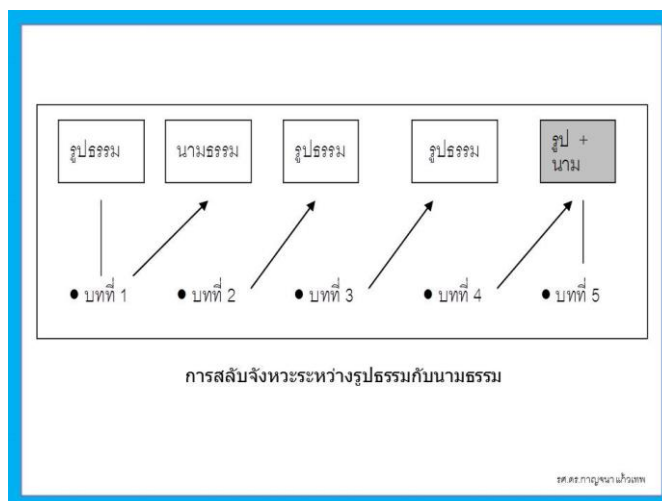 รูปธรรม
นามธรรม
รูปธรรม
รูปธรรม
รูป +
นาม
• บทที่ 1
• บทที่ 2
• บทที่ 3
• บทที่ 4
• บทที่ 5
การสลับจังหวะระหว่างรูปธรรมกับนามธรรม
รศ.ดร.กาญจนา แก้วเทพ